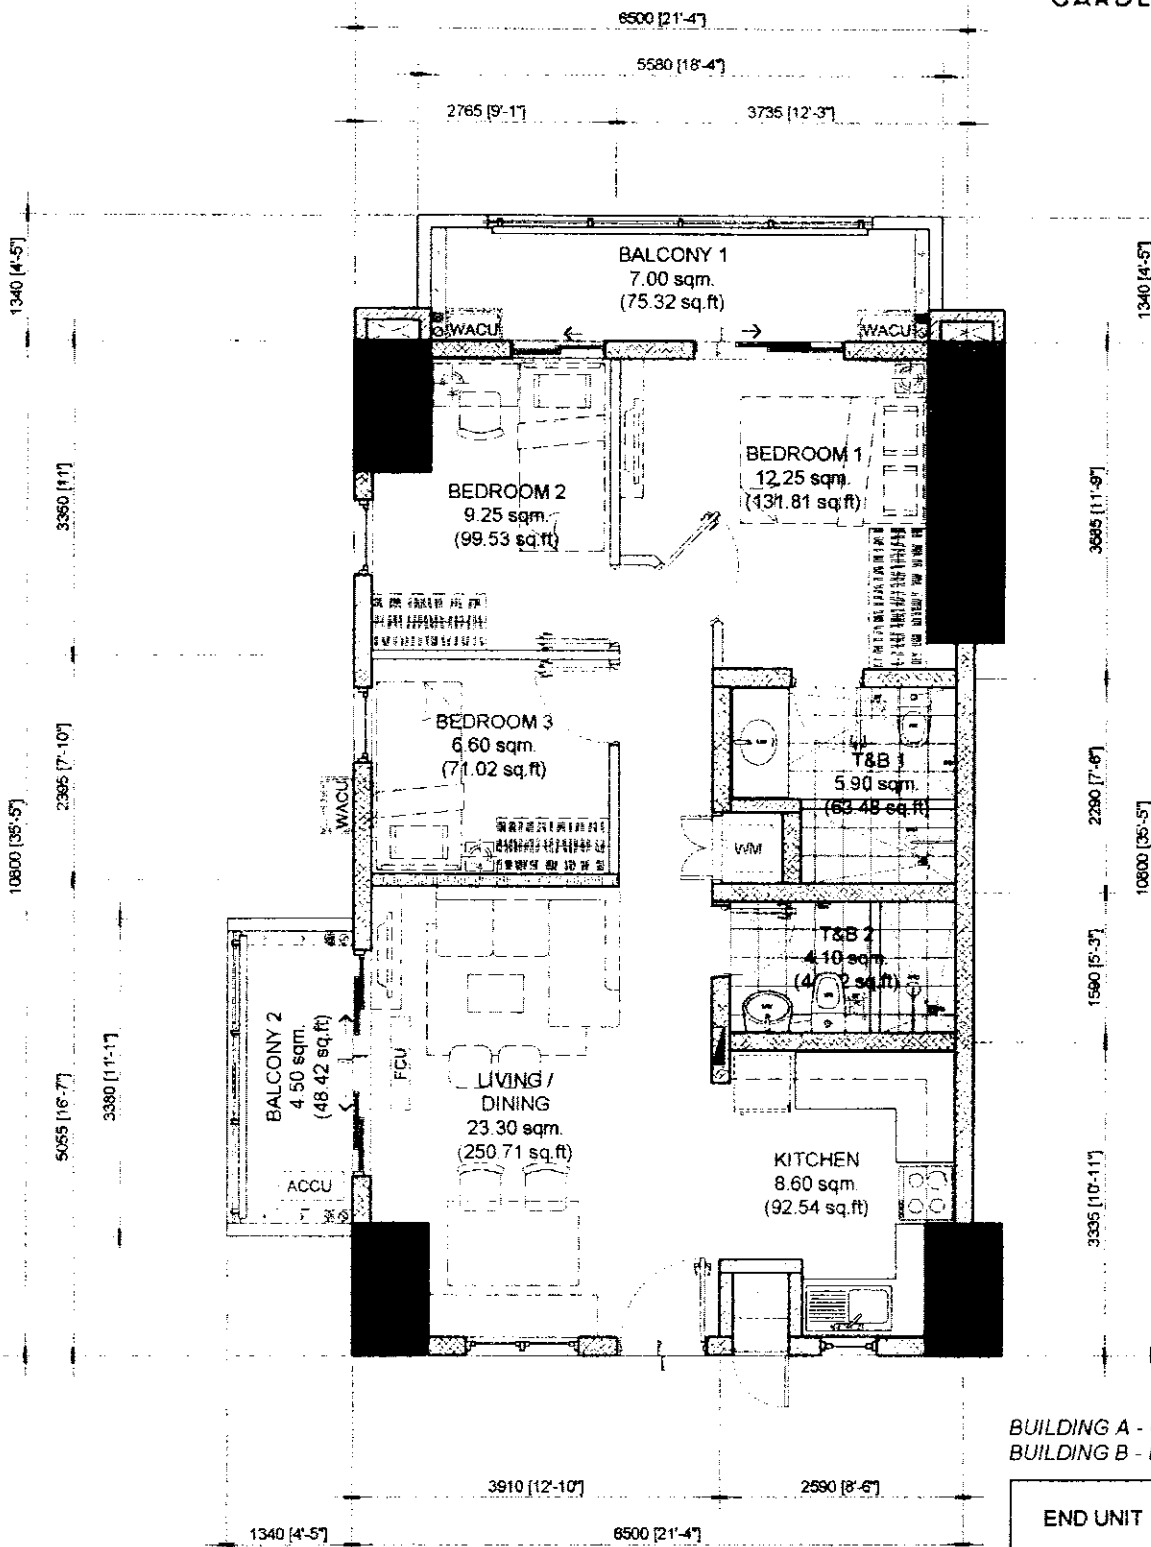 6500 [21'-4"]
5580 [18'-4"]
2765 [9'-1"]
3735 [12'-3"]
1340 [4'-5"]
1340 [4'-5"]
BALCONY 1
7.00 sqm.
(75.32 sq.ft)
WACU
WACU
3360 [11']
BEDROOM 2
9.25 sqm.
(99.53 sq.ft)
BEDROOM 1
12.25 sqm.
(131.81 sq.ft)
3585 [11'-9"]
BEDROOM 3
6.60 sqm.
(71.02 sq.ft)
WACU
2395 [7'-10"]
10800 [35'-5"]
T&B 1
5.90 sqm.
(63.48 sq.ft)
WM
2290 [7'-6"]
10800 [35'-5"]
T&B 2
4.10 sqm.
sq.ft)
1590 [5'-3"]
BALCONY 2
4.50 sqm.
(48.42 sq.ft)
FCU
ACCU
3380 [11'-1"]
5055 [16'-7"]
LIVING /
DINING
23.30 sqm.
(250.71 sq.ft)
KITCHEN
8.60 sqm.
(92.54 sq.ft)
3335 [10'-11"]
BUILDING A -
BUILDING B -
3910 [12'-10"]
2590 [8'-6"]
END UNIT
1340 [4'-5"]
6500 [21'-4"]